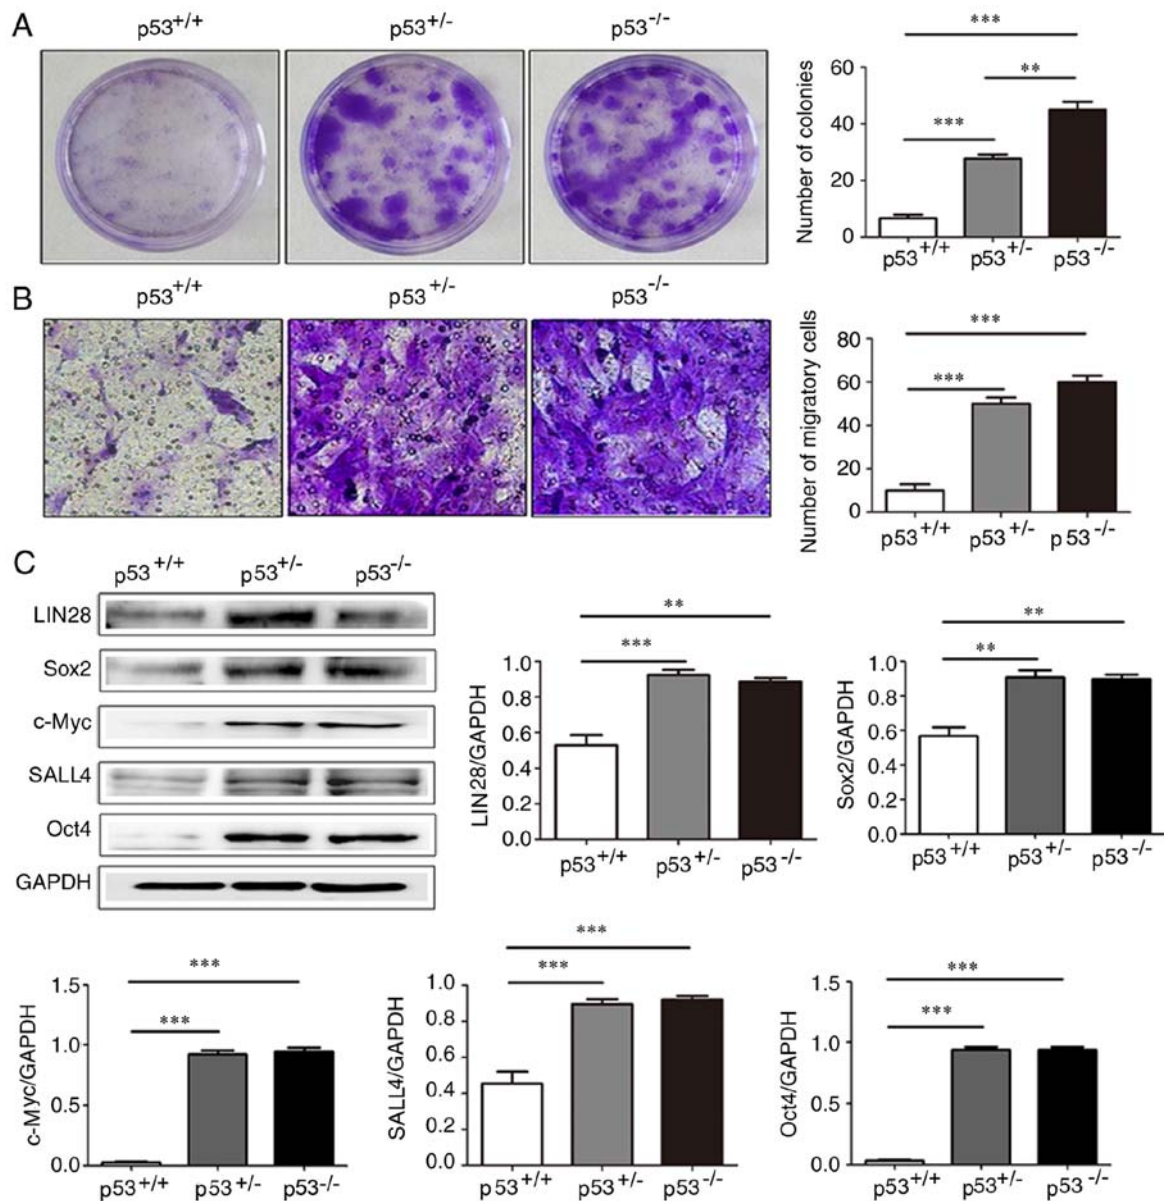 A
p53+/+ p53+/- p53-/-
***
**
***
Number of colonies
60
40
20
0
p53+/+ p53+/- p53-/-
B
p53+/+ p53+/- p53-/-
***
***
Number of migratory cells
80
60
40
20
0
p53+/+ p53+/- p 53-/-
C
p53+/+ p53+/- p53-/-
LIN28
Sox2
c-Myc
SALL4
Oct4
GAPDH
**
***
LIN28/GAPDH
1.0
0.8
0.6
0.4
0.2
0.0
p53+/+ p53+/- p53-/-
**
**
Sox2/GAPDH
1.0
0.8
0.6
0.4
0.2
0.0
p53+/+ p53+/- p53-/-
***
***
c-Myc/GAPDH
1.5
1.0
0.5
0.0
p53+/+ p53+/- p53-/-
***
***
SALL4/GAPDH
1.0
0.8
0.6
0.4
0.2
0.0
p53+/+ p53+/- p53-/-
***
***
Oct4/GAPDH
1.5
1.0
0.5
0.0
p53+/+ p53+/- p53-/-